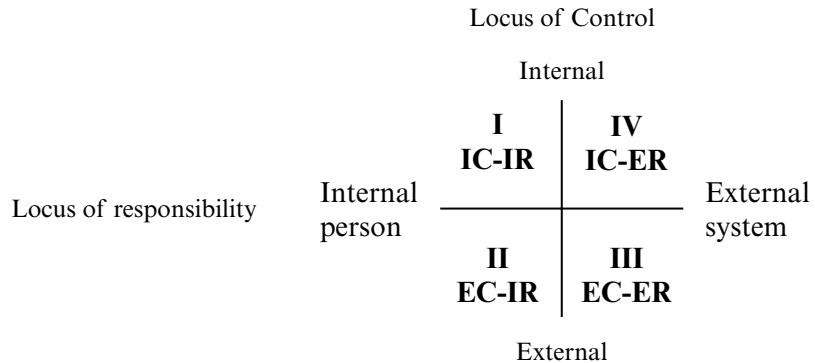 Locus of Control
Internal
I
IC-IR
IV
IC-ER
Locus of responsibility
Internal
person
External
system
II
EC-IR
III
EC-ER
External